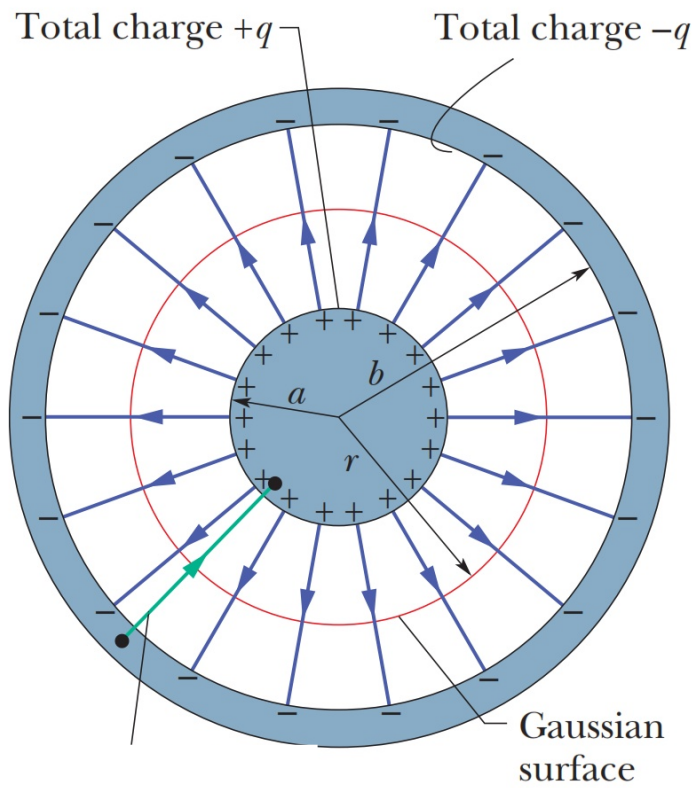 Total charge +q
Total charge –q
a
b
r
Gaussian
surface